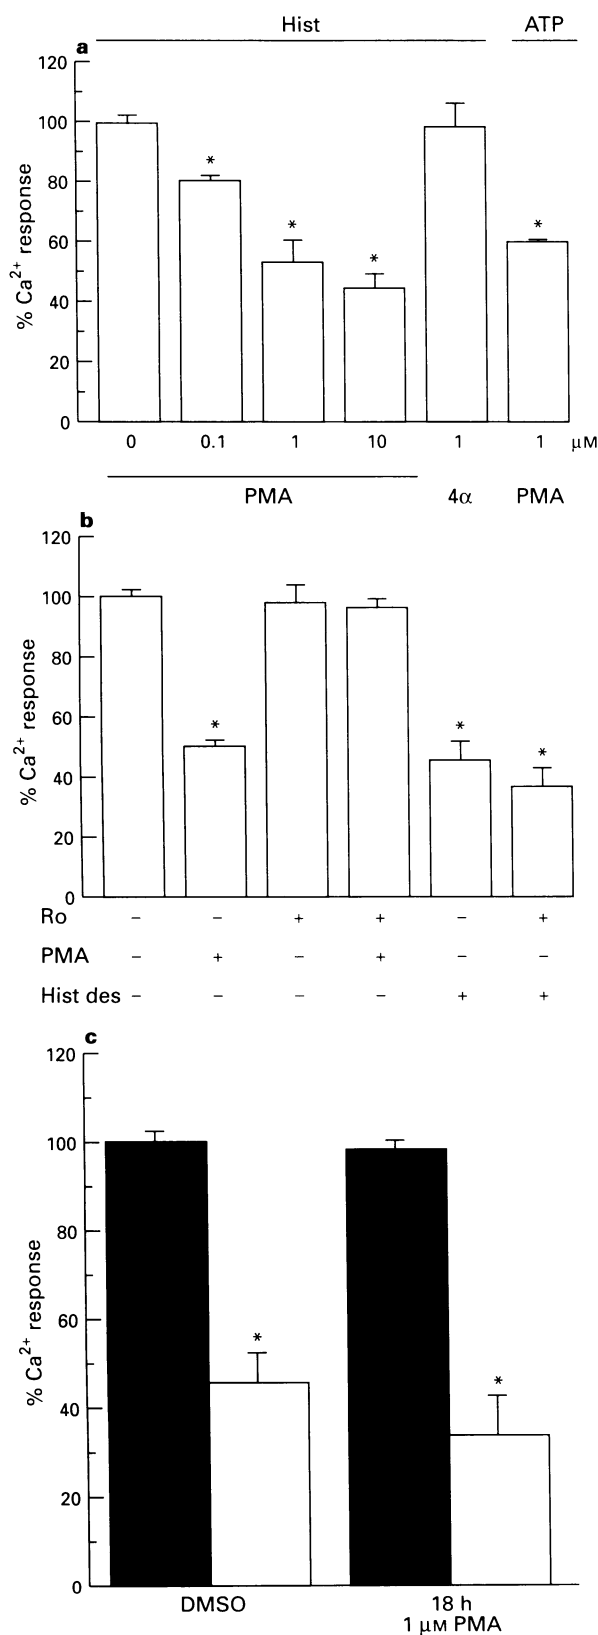 Hist ATP
a
120
100
80
60
40
20
0
% Ca2+ response
* * * *
0 0.1 1 10 1 1 μM
PMA 4α PMA
b
120
100
80
60
40
20
0
% Ca2+ response
* * *
Ro − − + + − +
PMA − + − + − −
Hist des − − − − + +
c
120
100
80
60
40
20
0
% Ca2+ response
* *
DMSO 18 h
1 μM PMA